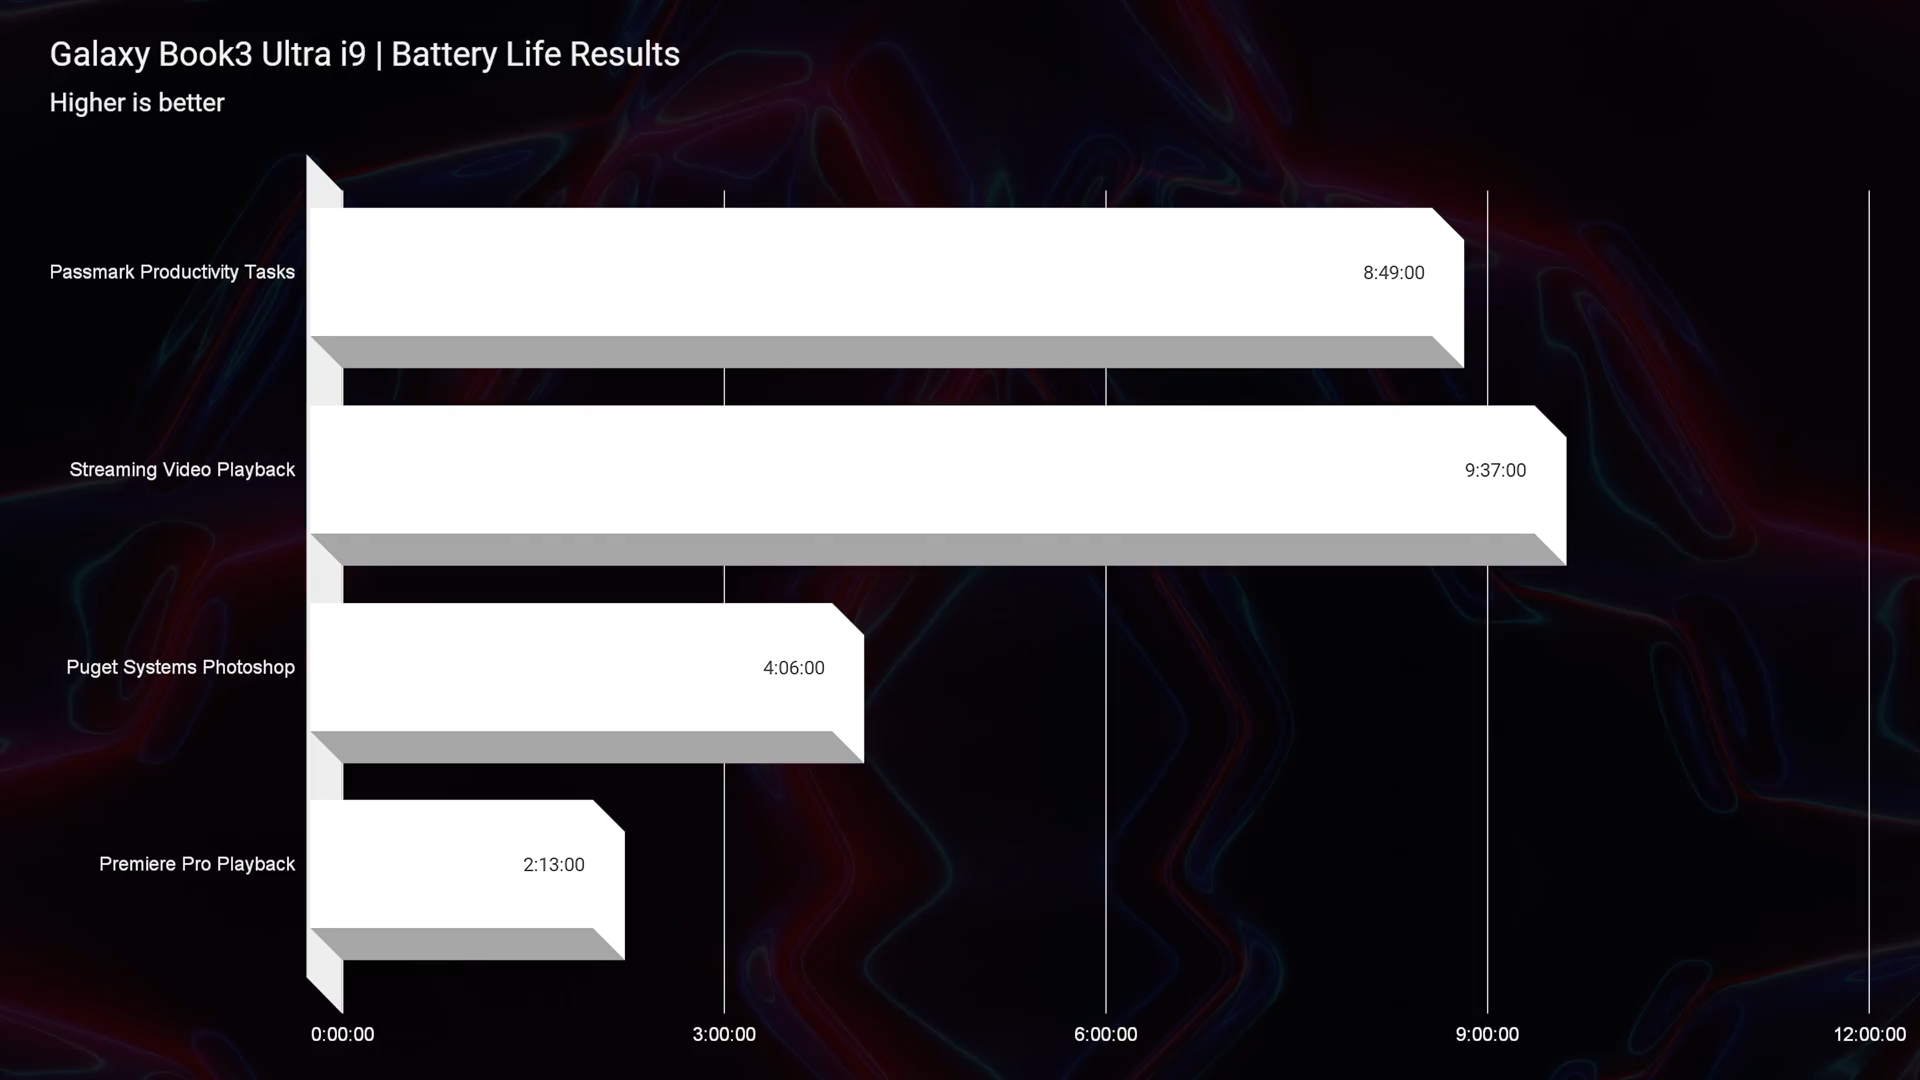 Galaxy Book3 Ultra i9 | Battery Life Results
Higher is better
Passmark Productivity Tasks
8:49:00
Streaming Video Playback
9:37:00
Puget Systems Photoshop
4:06:00
Premiere Pro Playback
2:13:00
0:00:00
3:00:00
6:00:00
9:00:00
12:00:00